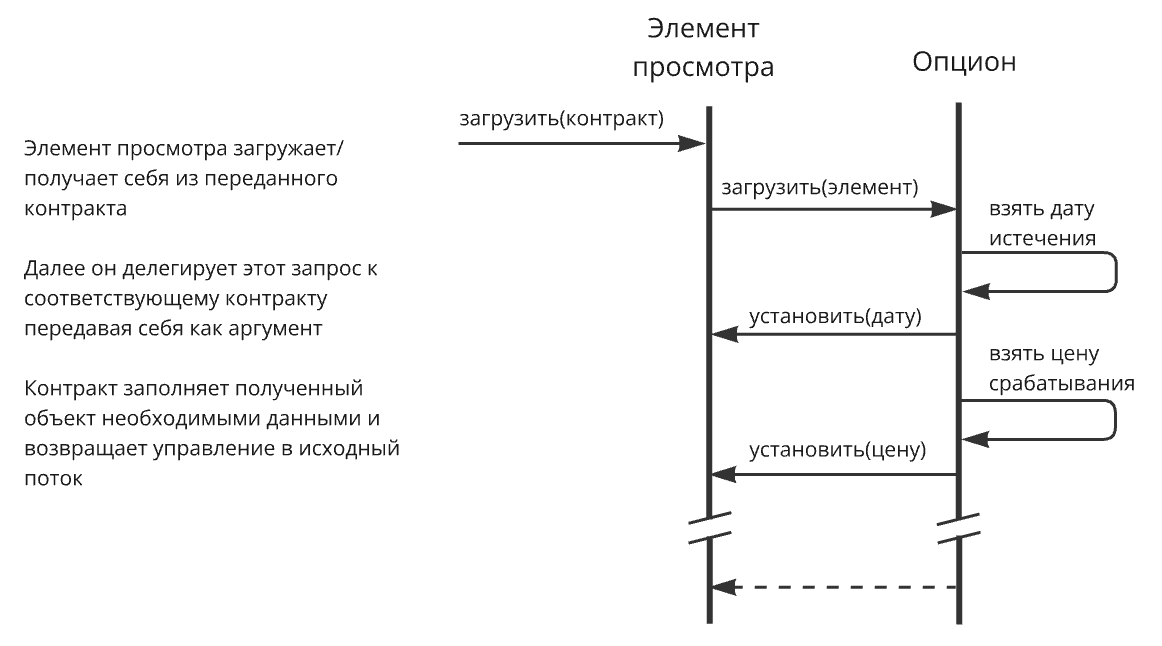 Элемент
просмотра
Опцион
загрузить(контракт)
Элемент просмотра загружает/
получает себя из переданного
контракта
загрузить(элемент)
взять дату
истечения
Далее он делегирует этот запрос к
соответствующему контракту
передавая себя как аргумент
установить(дату)
взять цену
срабатывания
Контракт заполняет полученный
объект необходимыми данными и
возвращает управление в исходный
поток
установить(цену)